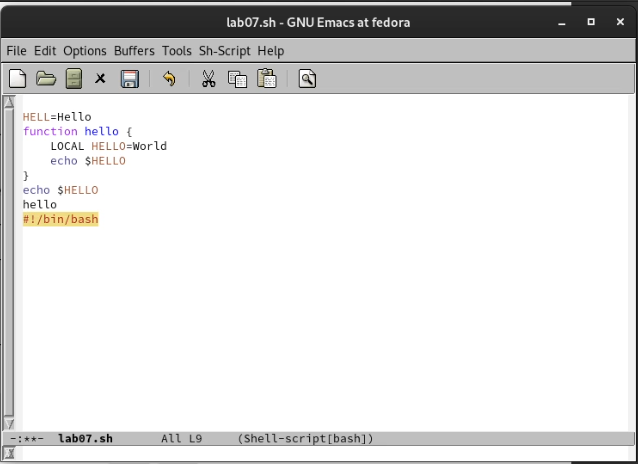 lab07.sh - GNU Emacs at fedora
File Edit Options Buffers Tools Sh-Script Help
HELL=Hello
function hello {
    LOCAL HELLO=World
    echo $HELLO
}
echo $HELLO
hello
#!/bin/bash
-:**- lab07.sh All L9 (Shell-script[bash])